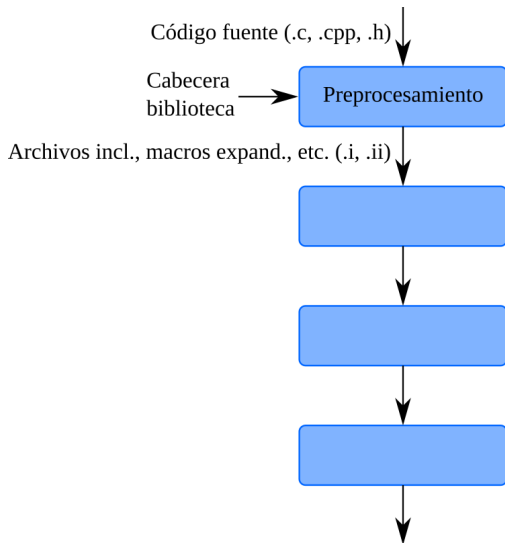 Código fuente (.c, .cpp, .h)
Cabecera
biblioteca
Preprocesamiento
Archivos incl., macros expand., etc. (.i, .ii)